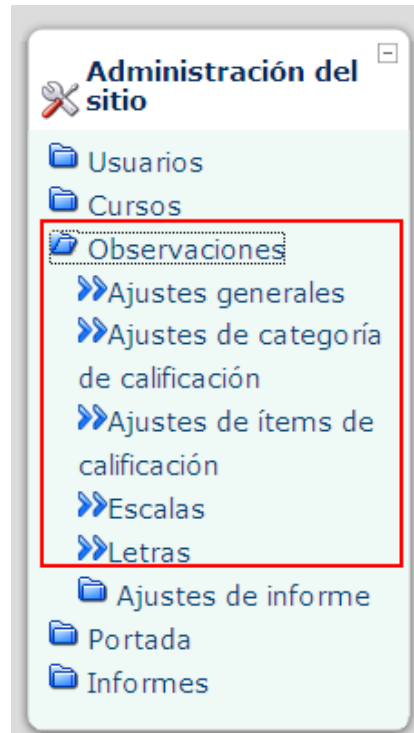 Administración del
sitio
Usuarios
Cursos
Observaciones
Ajustes generales
Ajustes de categoría
de calificación
Ajustes de ítems de
calificación
Escalas
Letras
Ajustes de informe
Portada
Informes